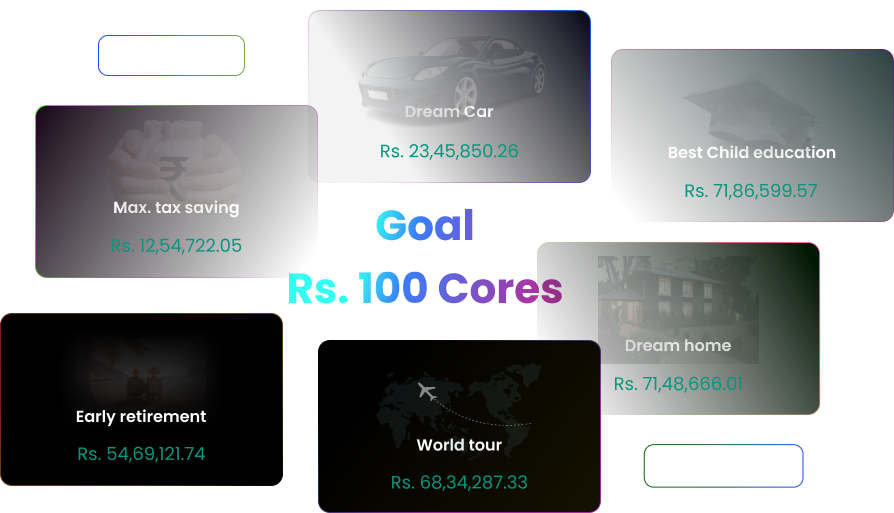 Dream Car
Rs. 23,45,850.26
Best Child education
Rs. 71,86,599.57
Max. tax saving
Rs. 12,54,722.05
Goal
Rs. 100 Cores
Dream home
Rs. 71,48,666.01
Early retirement
Rs. 54,69,121.74
World tour
Rs. 68,34,287.33